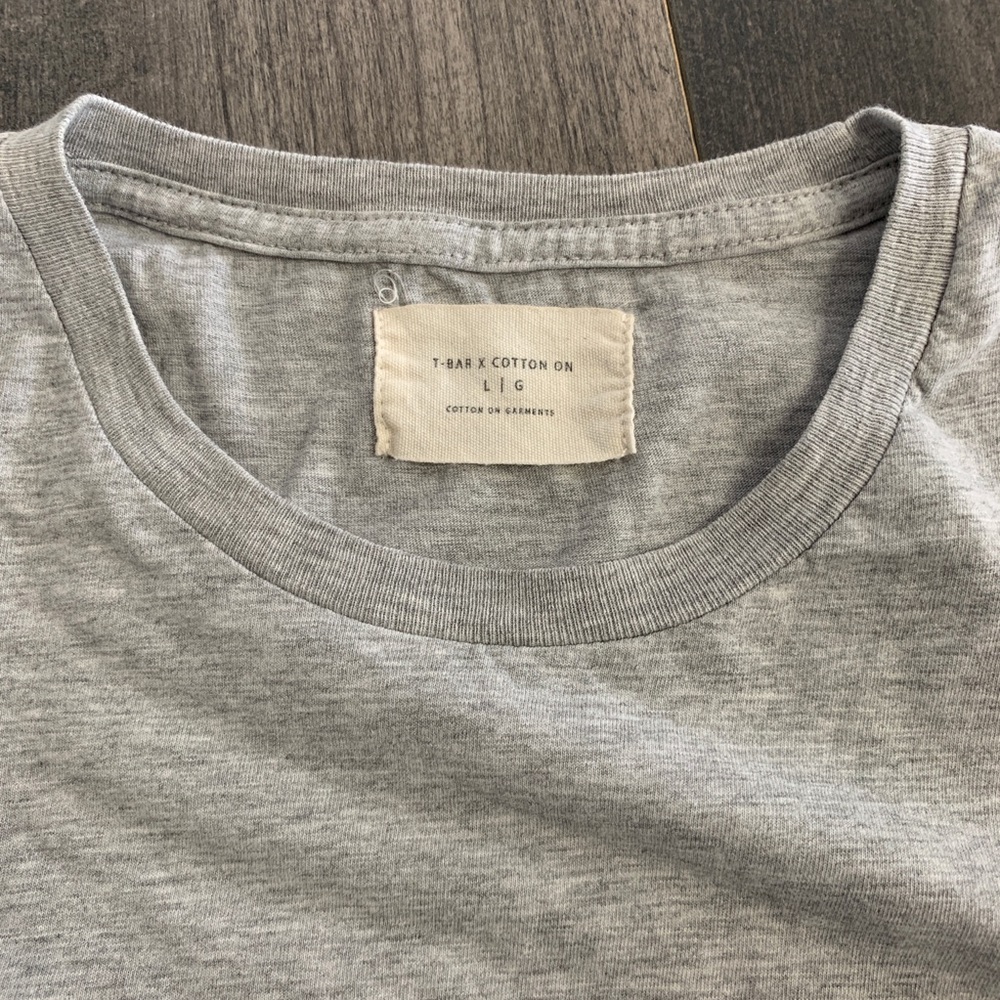 T-BAR X COTTON ON
L | G
COTTON ON GARMENTS